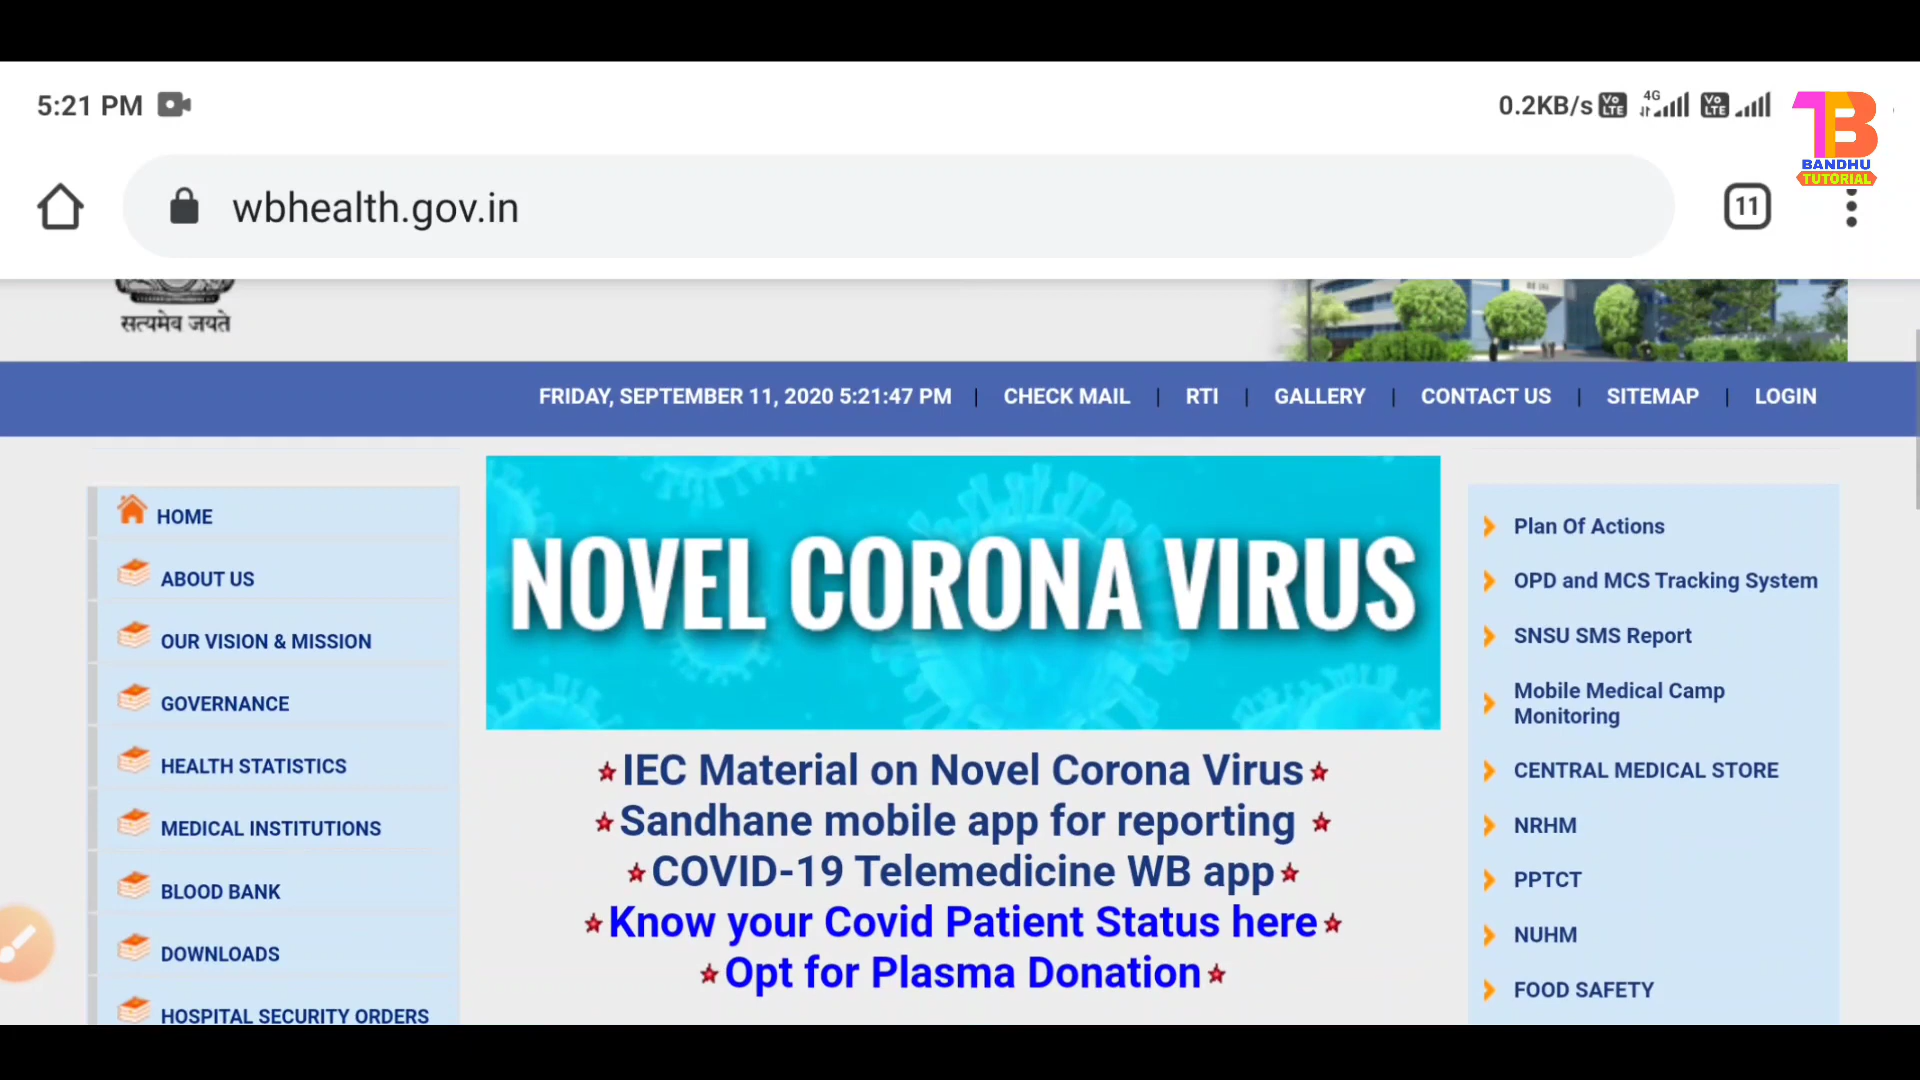 5:21 PM
0.2KB/s Vo LTE 4G Vo LTE
TB
BANDHU
TUTORIAL
wbhealth.gov.in
11
सत्यमेव जयते
FRIDAY, SEPTEMBER 11, 2020 5:21:47 PM | CHECK MAIL | RTI | GALLERY | CONTACT US | SITEMAP | LOGIN
HOME
ABOUT US
OUR VISION & MISSION
GOVERNANCE
HEALTH STATISTICS
MEDICAL INSTITUTIONS
BLOOD BANK
DOWNLOADS
HOSPITAL SECURITY ORDERS
NOVEL CORONA VIRUS
IEC Material on Novel Corona Virus
Sandhane mobile app for reporting
COVID-19 Telemedicine WB app
Know your Covid Patient Status here
Opt for Plasma Donation
Plan Of Actions
OPD and MCS Tracking System
SNSU SMS Report
Mobile Medical Camp
Monitoring
CENTRAL MEDICAL STORE
NRHM
PPTCT
NUHM
FOOD SAFETY